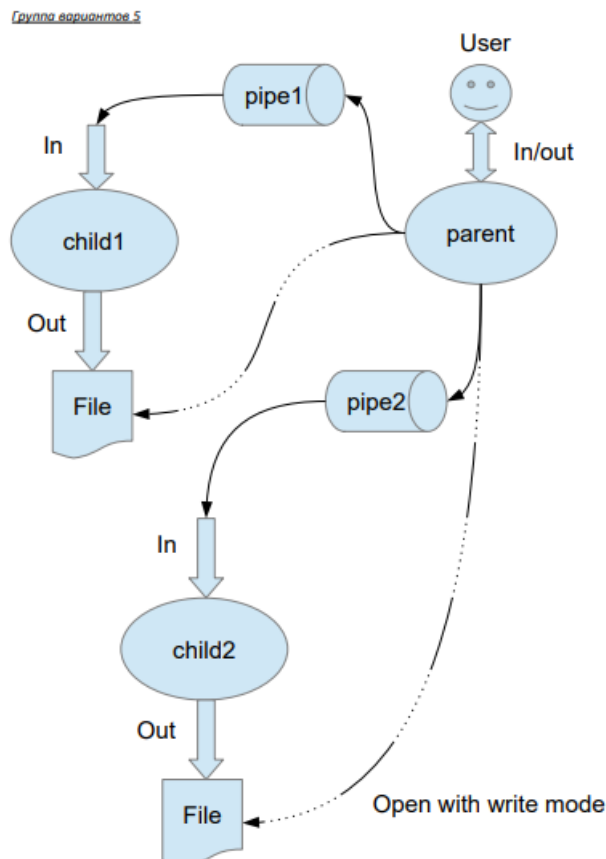 Группа вариантов 5
User
pipe1
In
In/out
child1
parent
Out
File
pipe2
In
child2
Out
File
Open with write mode